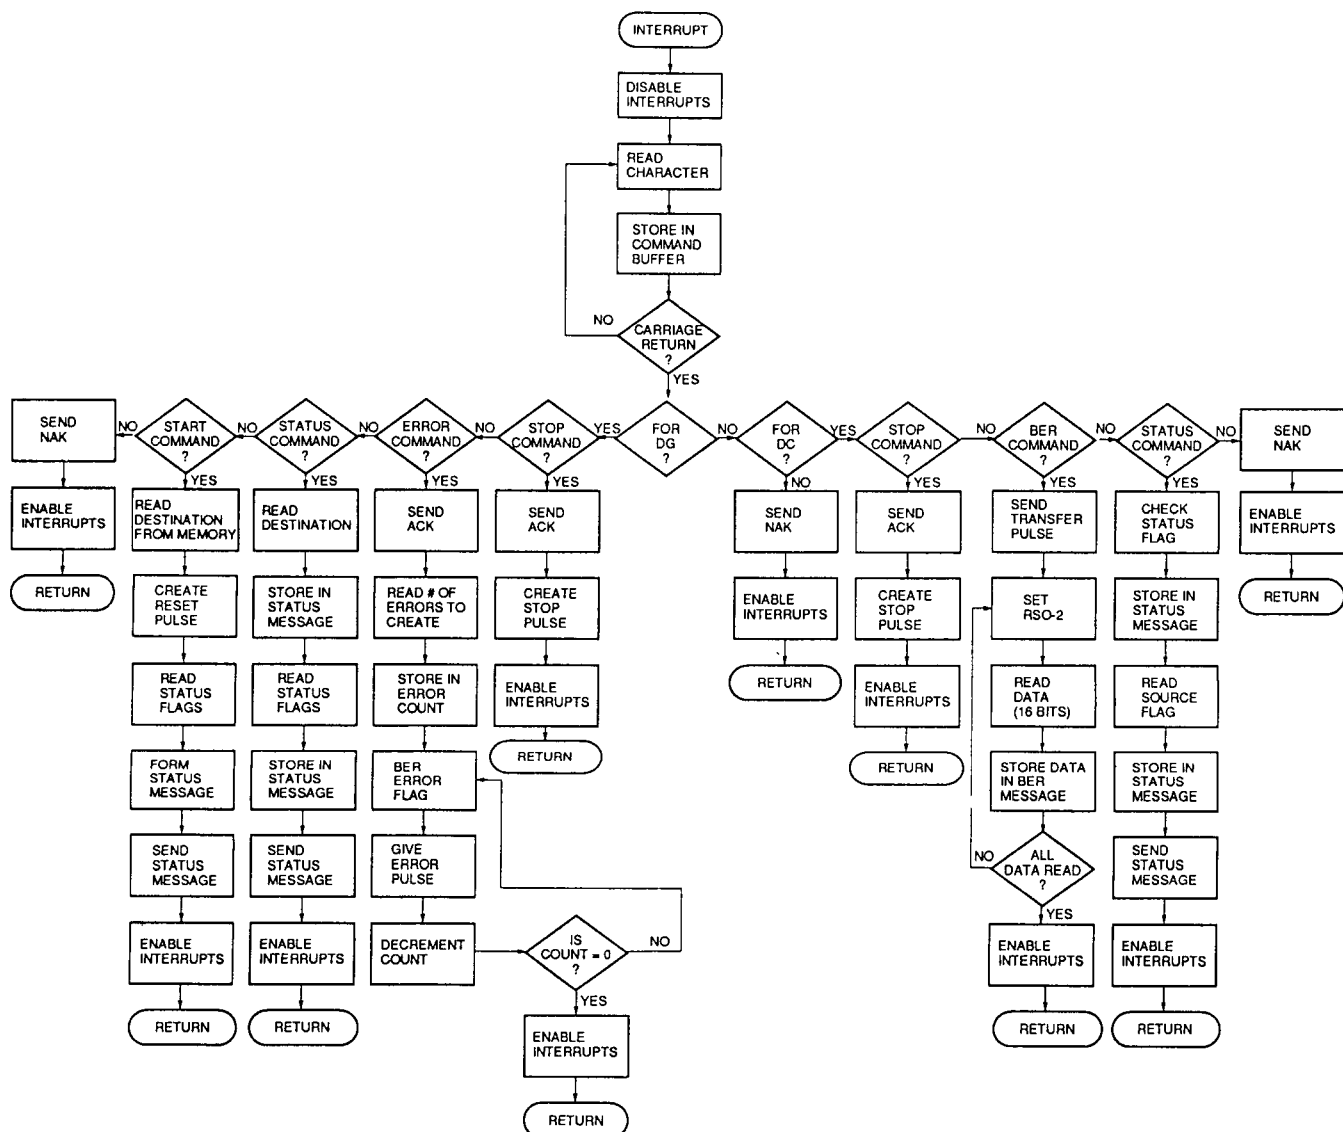 INTERRUPT
DISABLE
INTERRUPTS
READ
CHARACTER
STORE IN
COMMAND
BUFFER
NO
CARRIAGE
RETURN
?
YES
SEND
NAK
NO
START
COMMAND
?
NO
STATUS
COMMAND
?
NO
ERROR
COMMAND
?
NO
STOP
COMMAND
?
YES
FOR
DG
?
NO
FOR
DC
?
YES
STOP
COMMAND
?
NO
BER
COMMAND
?
NO
STATUS
COMMAND
?
NO
SEND
NAK
ENABLE
INTERRUPTS
RETURN
YES
READ
DESTINATION
FROM MEMORY
CREATE
RESET
PULSE
READ
STATUS
FLAGS
FORM
STATUS
MESSAGE
SEND
STATUS
MESSAGE
ENABLE
INTERRUPTS
RETURN
YES
READ
DESTINATION
STORE IN
STATUS
MESSAGE
READ
STATUS
FLAGS
STORE IN
STATUS
MESSAGE
SEND
STATUS
MESSAGE
ENABLE
INTERRUPTS
RETURN
YES
SEND
ACK
READ # OF
ERRORS TO
CREATE
STORE IN
ERROR
COUNT
BER
ERROR
FLAG
GIVE
ERROR
PULSE
DECREMENT
COUNT
IS
COUNT = 0
?
NO
YES
ENABLE
INTERRUPTS
RETURN
YES
SEND
ACK
CREATE
STOP
PULSE
ENABLE
INTERRUPTS
RETURN
NO
SEND
NAK
ENABLE
INTERRUPTS
RETURN
YES
SEND
ACK
CREATE
STOP
PULSE
ENABLE
INTERRUPTS
RETURN
YES
SEND
TRANSFER
PULSE
SET
RSO-2
READ
DATA
(16 BITS)
STORE DATA
IN BER
MESSAGE
NO
ALL
DATA READ
?
YES
ENABLE
INTERRUPTS
RETURN
YES
CHECK
STATUS
FLAG
STORE IN
STATUS
MESSAGE
READ
SOURCE
FLAG
STORE IN
STATUS
MESSAGE
SEND
STATUS
MESSAGE
ENABLE
INTERRUPTS
RETURN
ENABLE
INTERRUPTS
RETURN